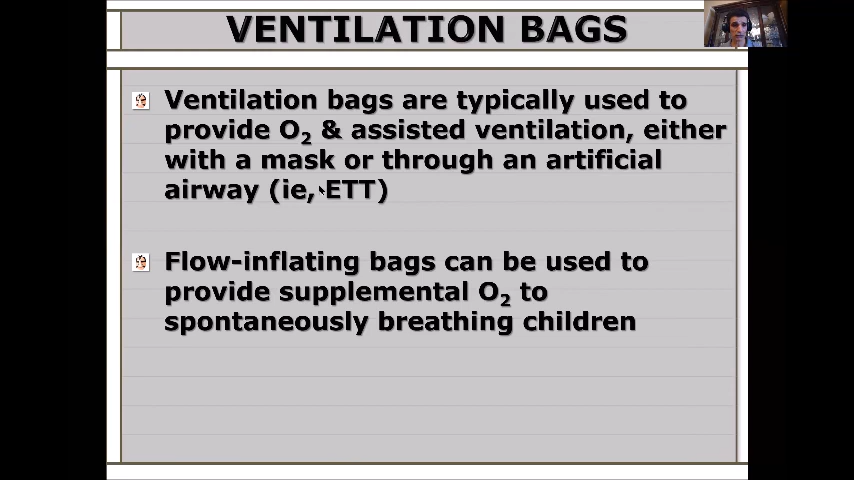 VENTILATION BAGS
Ventilation bags are typically used to
provide O₂ & assisted ventilation, either
with a mask or through an artificial
airway (ie, ETT)
Flow-inflating bags can be used to
provide supplemental O₂ to
spontaneously breathing children